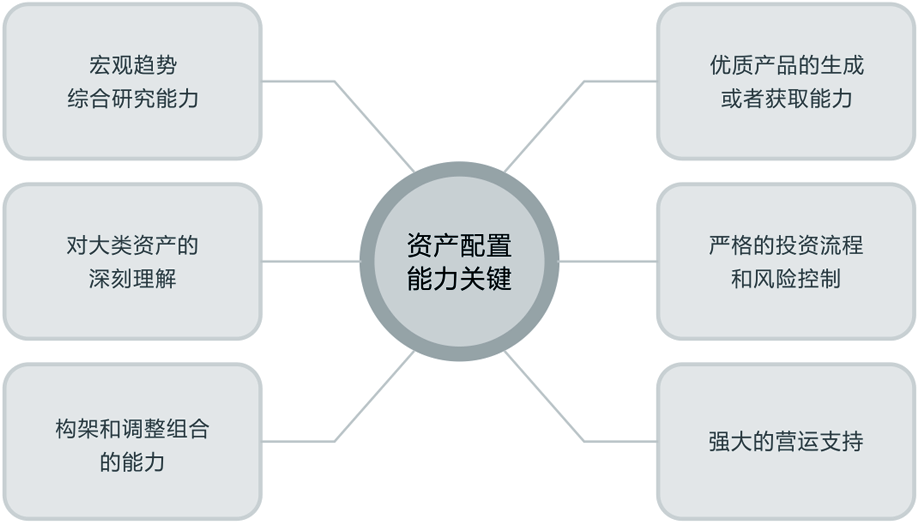 宏观趋势
综合研究能力
对大类资产的
深刻理解
构架和调整组合
的能力
资产配置
能力关键
优质产品的生成
或者获取能力
严格的投资流程
和风险控制
强大的营运支持